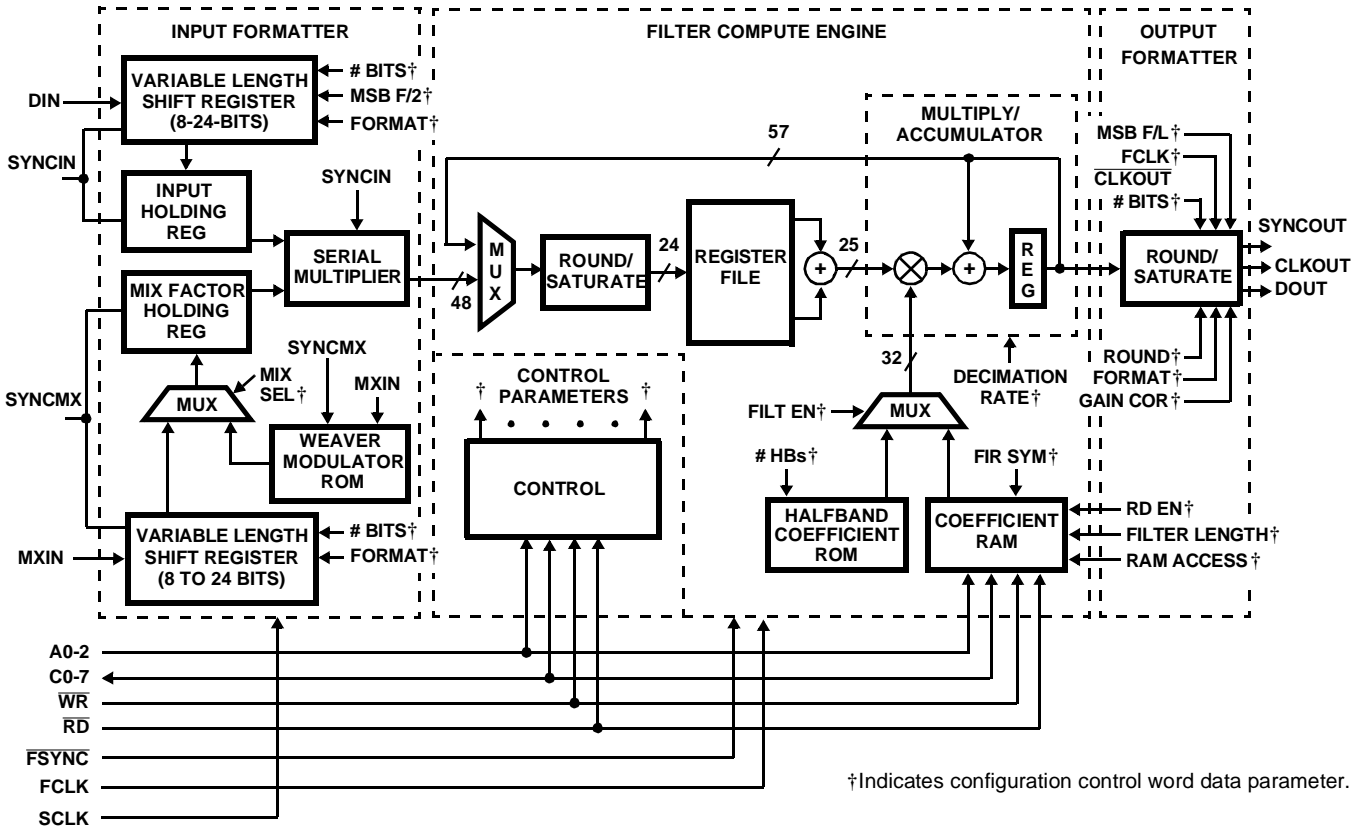 INPUT FORMATTER
VARIABLE LENGTH
SHIFT REGISTER
(8-24-BITS)
# BITS†
MSB F/2†
FORMAT†
DIN
SYNCIN
INPUT
HOLDING
REG
SYNCIN
SERIAL
MULTIPLIER
MIX FACTOR
HOLDING
REG
SYNCMX
MUX
MIX
SEL†
SYNCMX
MXIN
WEAVER
MODULATOR
ROM
MXIN
VARIABLE LENGTH
SHIFT REGISTER
(8 TO 24 BITS)
# BITS†
FORMAT†
FILTER COMPUTE ENGINE
57
48
MUX
ROUND/
SATURATE
24
REGISTER
FILE
+
25
MULTIPLY/
ACCUMULATOR
+
REG
32
DECIMATION
RATE†
FILT EN†
MUX
# HBs†
FIR SYM†
HALFBAND
COEFFICIENT
ROM
COEFFICIENT
RAM
RD EN†
FILTER LENGTH†
RAM ACCESS†
† CONTROL †
PARAMETERS
CONTROL
OUTPUT
FORMATTER
MSB F/L†
FCLK†
CLKOUT
# BITS†
ROUND/
SATURATE
SYNCOUT
CLKOUT
DOUT
ROUND†
FORMAT†
GAIN COR†
A0-2
C0-7
WR
RD
FSYNC
FCLK
SCLK
†Indicates configuration control word data parameter.